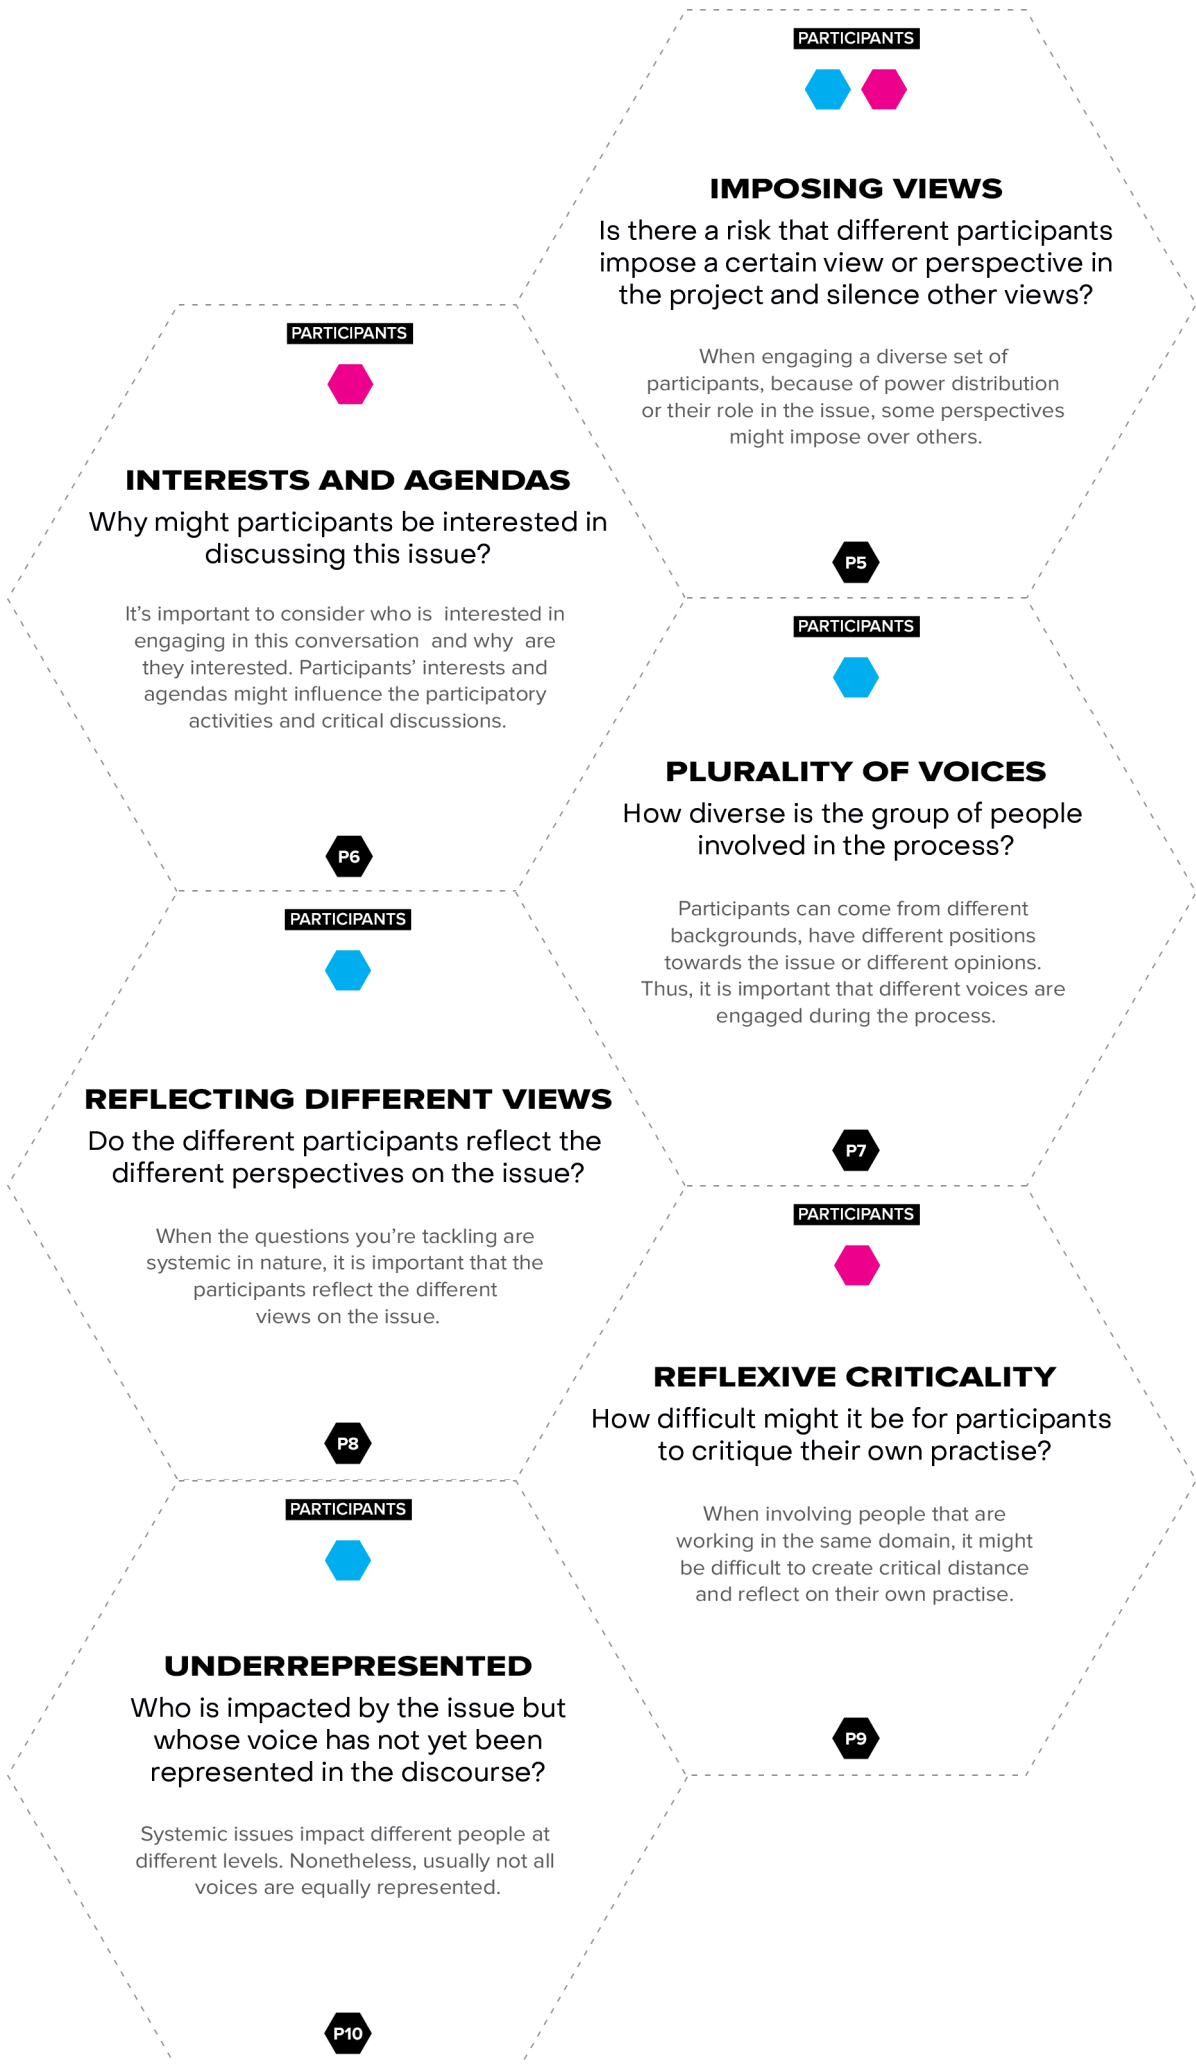 PARTICIPANTS
IMPOSING VIEWS
Is there a risk that different participants
impose a certain view or perspective in
the project and silence other views?
When engaging a diverse set of
participants, because of power distribution
or their role in the issue, some perspectives
might impose over others.
P5
PARTICIPANTS
INTERESTS AND AGENDAS
Why might participants be interested in
discussing this issue?
It's important to consider who is interested in
engaging in this conversation and why are
they interested. Participants' interests and
agendas might influence the participatory
activities and critical discussions.
P6
PARTICIPANTS
PLURALITY OF VOICES
How diverse is the group of people
involved in the process?
Participants can come from different
backgrounds, have different positions
towards the issue or different opinions.
Thus, it is important that different voices are
engaged during the process.
P7
PARTICIPANTS
REFLECTING DIFFERENT VIEWS
Do the different participants reflect the
different perspectives on the issue?
When the questions you're tackling are
systemic in nature, it is important that the
participants reflect the different
views on the issue.
P8
PARTICIPANTS
REFLEXIVE CRITICALITY
How difficult might it be for participants
to critique their own practise?
When involving people that are
working in the same domain, it might
be difficult to create critical distance
and reflect on their own practise.
P9
PARTICIPANTS
UNDERREPRESENTED
Who is impacted by the issue but
whose voice has not yet been
represented in the discourse?
Systemic issues impact different people at
different levels. Nonetheless, usually not all
voices are equally represented.
P10